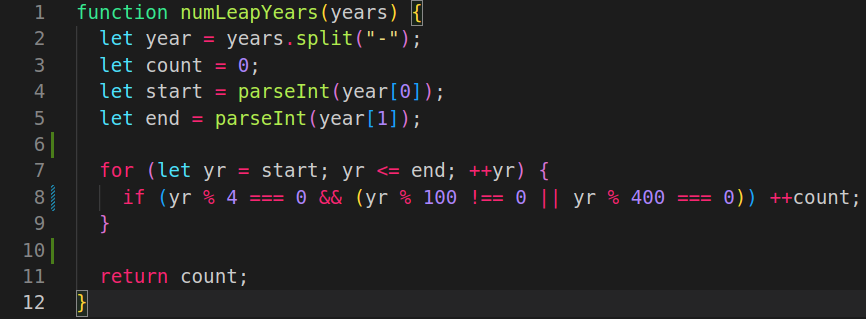 1 function numLeapYears(years) {
2   let year = years.split("-");
3   let count = 0;
4   let start = parseInt(year[0]);
5   let end = parseInt(year[1]);
6
7   for (let yr = start; yr <= end; ++yr) {
8     if (yr % 4 === 0 && (yr % 100 !== 0 || yr % 400 === 0)) ++count;
9   }
10
11   return count;
12 }